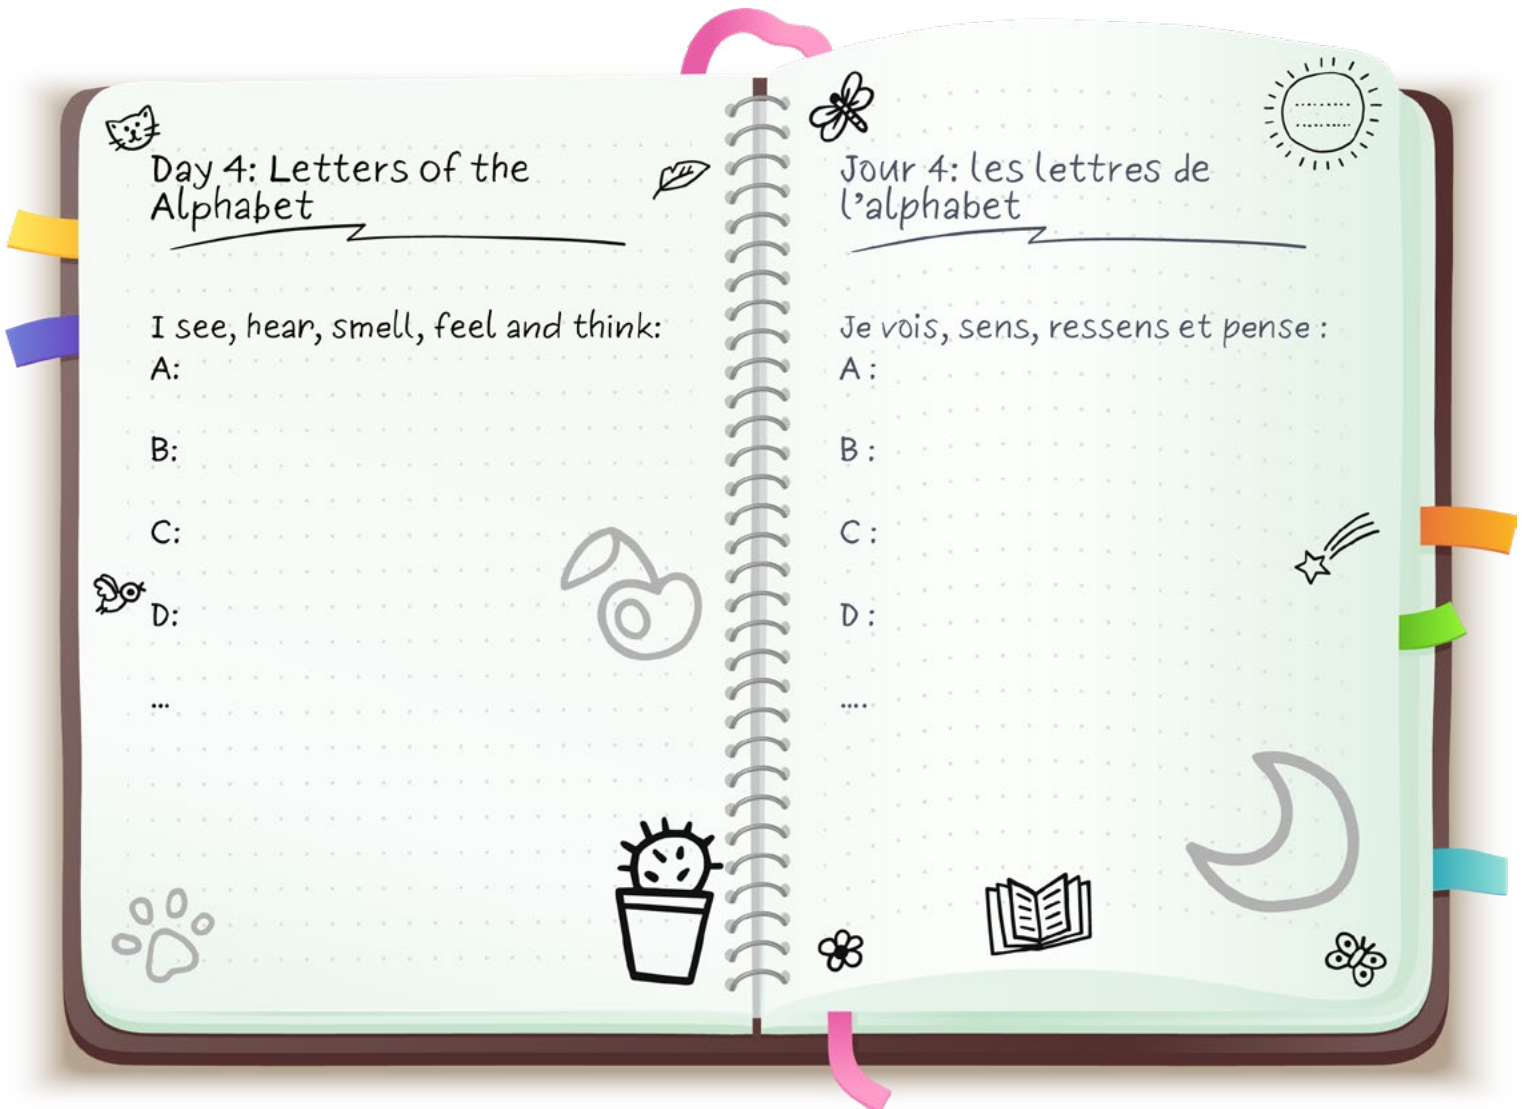 Day 4: Letters of the
Alphabet
I see, hear, smell, feel and think:
A:
B:
C:
D:
...
Jour 4: les lettres de
l’alphabet
Je vois, sens, ressens et pense :
A :
B :
C :
D :
....